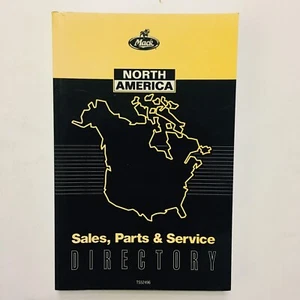 Mack
NORTH
AMERICA
Sales, Parts & Service
DIRECTORY